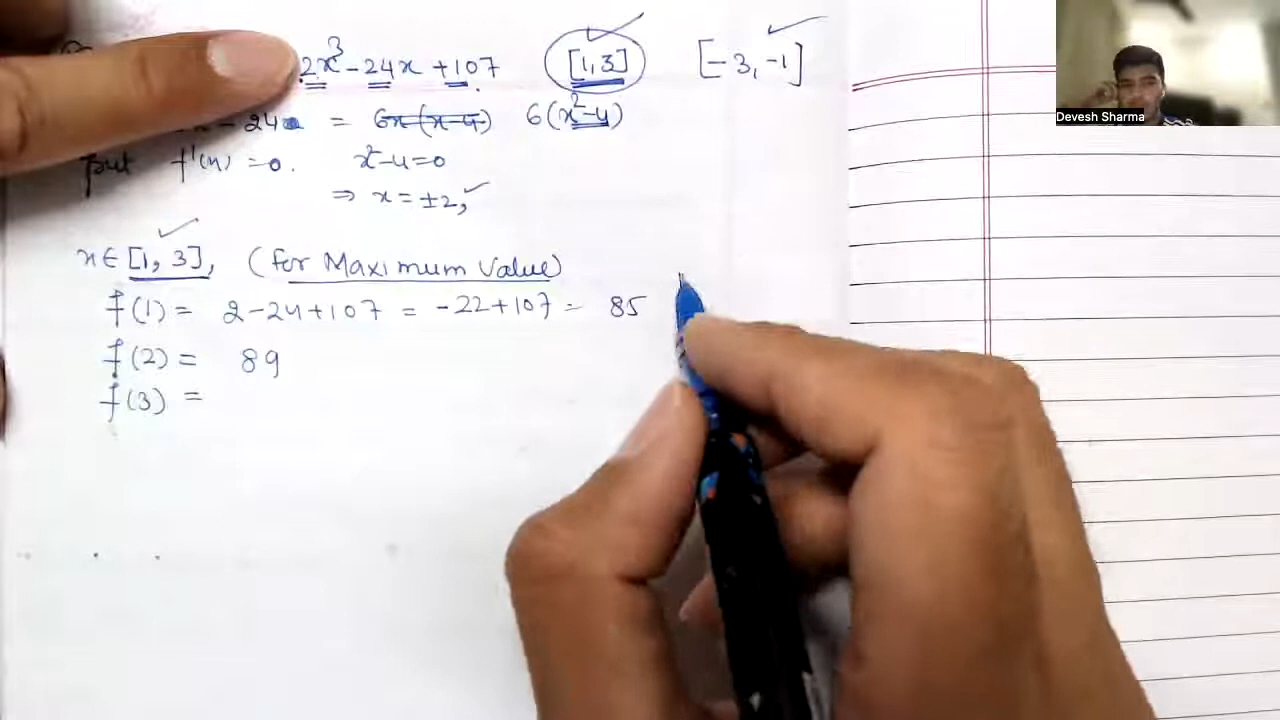 2x³ - 24x + 107 [1,3] [-3,-1]
- 24 = 6x(x-4) 6(x²-4)
put f'(x) = 0. x²-4=0
⇒ x = ±2,
x ∈ [1, 3], (for Maximum Value)
f(1) = 2-24+107 = -22+107 = 85
f(2) = 89
f(3) =
Devesh Sharma